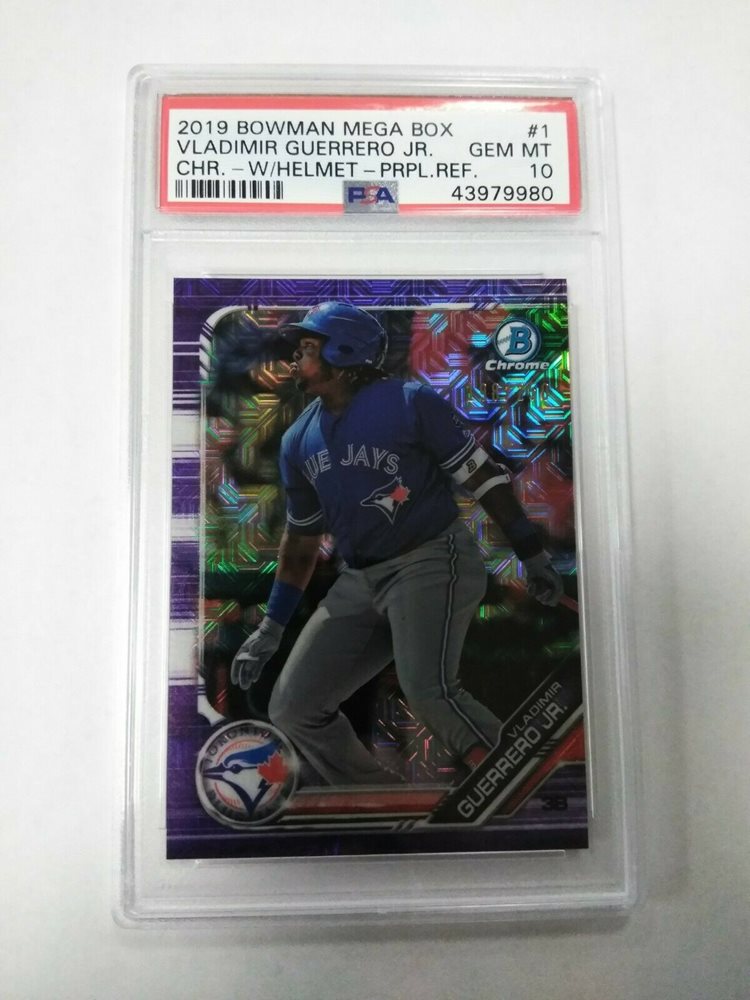 2019 BOWMAN MEGA BOX #1
VLADIMIR GUERRERO JR. GEM MT
CHR. - W/HELMET - PRPL.REF. 10
PSA 43979980
B
Chrome
BLUE JAYS
B
VLADIMIR
GUERRERO JR.
3B
TORONTO